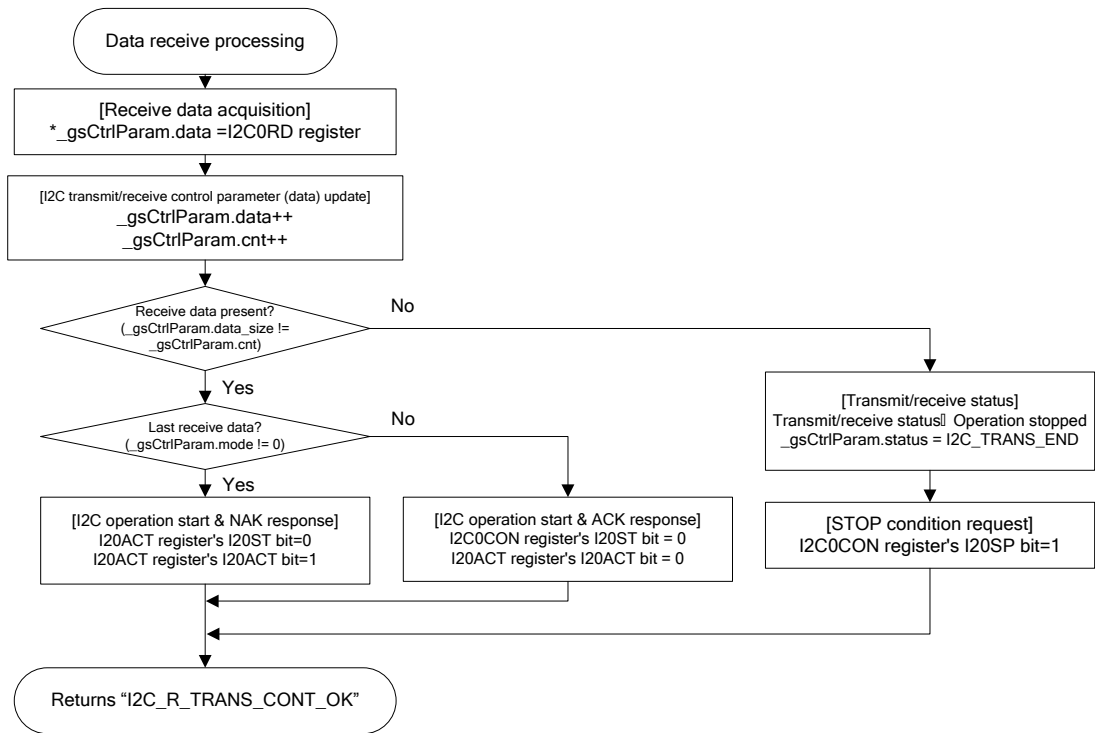 Data receive processing
[Receive data acquisition]
*_gsCtrlParam.data =I2C0RD register
[I2C transmit/receive control parameter (data) update]
_gsCtrlParam.data++
_gsCtrlParam.cnt++
Receive data present?
(_gsCtrlParam.data_size !=
_gsCtrlParam.cnt)
No
Yes
Last receive data?
(_gsCtrlParam.mode != 0)
No
Yes
[Transmit/receive status]
Transmit/receive status Operation stopped
_gsCtrlParam.status = I2C_TRANS_END
[I2C operation start & NAK response]
I20ACT register's I20ST bit=0
I20ACT register's I20ACT bit=1
[I2C operation start & ACK response]
I2C0CON register's I20ST bit = 0
I20ACT register's I20ACT bit = 0
[STOP condition request]
I2C0CON register's I20SP bit=1
Returns “I2C_R_TRANS_CONT_OK”